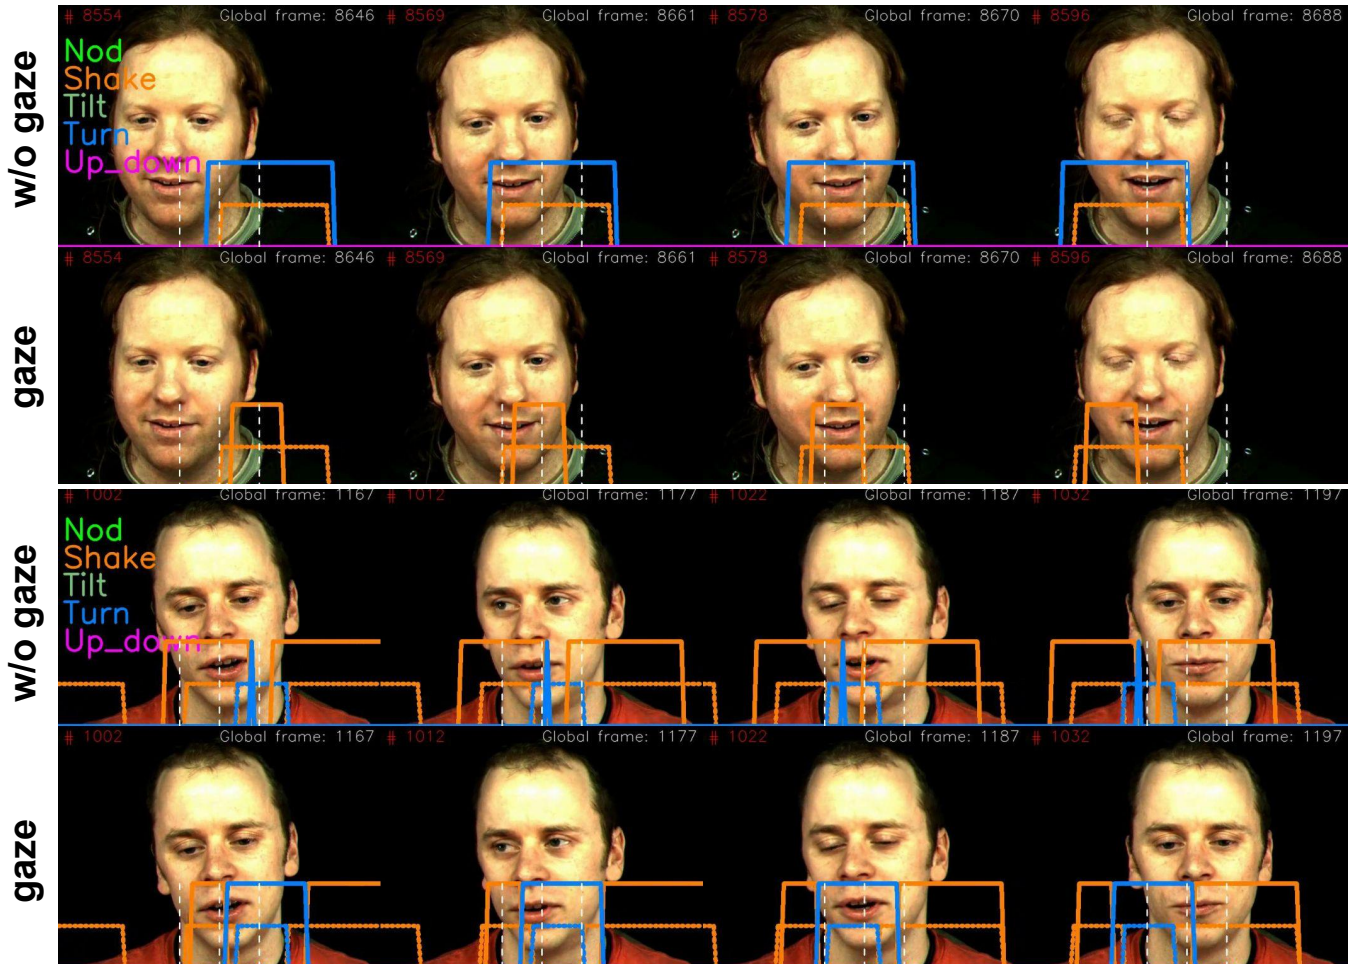 w/o gaze
# 8554 Global frame: 8646 # 8569 Global frame: 8661 # 8578 Global frame: 8670 # 8596 Global frame: 8688
Nod
Shake
Tilt
Turn
Up_down
gaze
# 8554 Global frame: 8646 # 8569 Global frame: 8661 # 8578 Global frame: 8670 # 8596 Global frame: 8688
w/o gaze
# 1002 Global frame: 1167 # 1012 Global frame: 1177 # 1022 Global frame: 1187 # 1032 Global frame: 1197
Nod
Shake
Tilt
Turn
Up_down
gaze
# 1002 Global frame: 1167 # 1012 Global frame: 1177 # 1022 Global frame: 1187 # 1032 Global frame: 1197